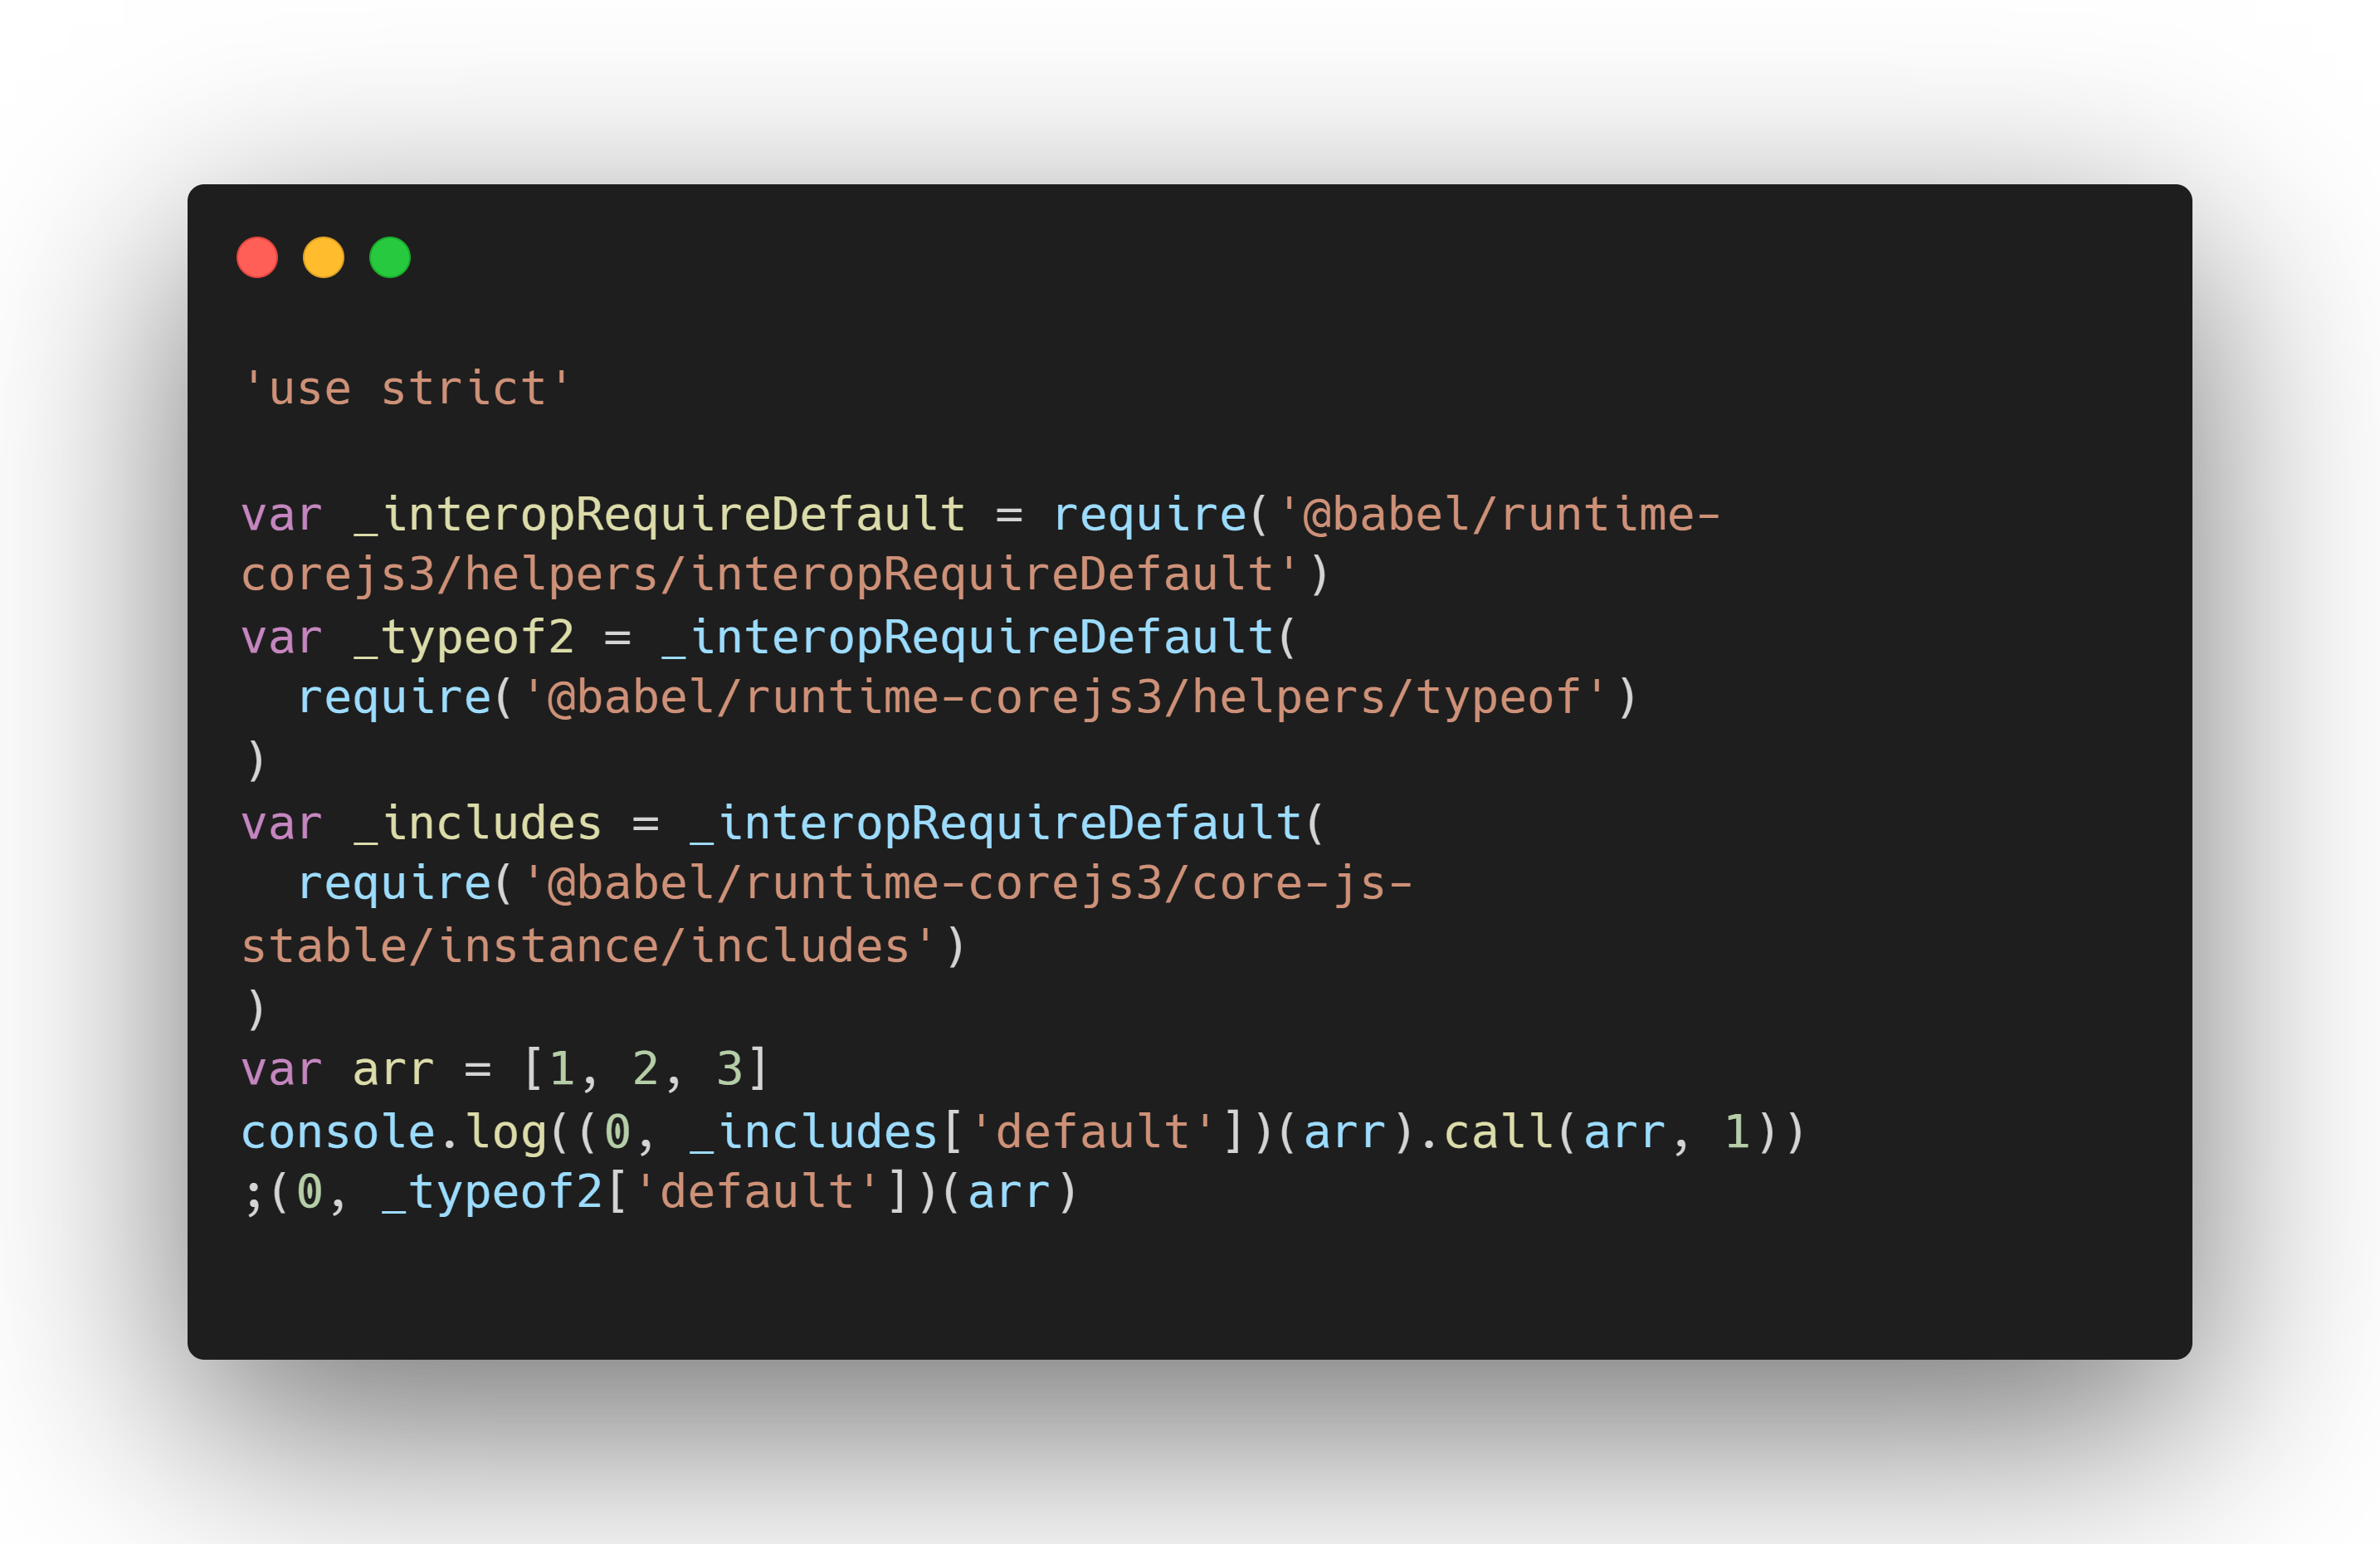 'use strict'
var _interopRequireDefault = require('@babel/runtime-
corejs3/helpers/interopRequireDefault')
var _typeof2 = _interopRequireDefault(
  require('@babel/runtime-corejs3/helpers/typeof')
)
var _includes = _interopRequireDefault(
  require('@babel/runtime-corejs3/core-js-
stable/instance/includes')
)
var arr = [1, 2, 3]
console.log((0, _includes['default'])(arr).call(arr, 1))
;(0, _typeof2['default'])(arr)